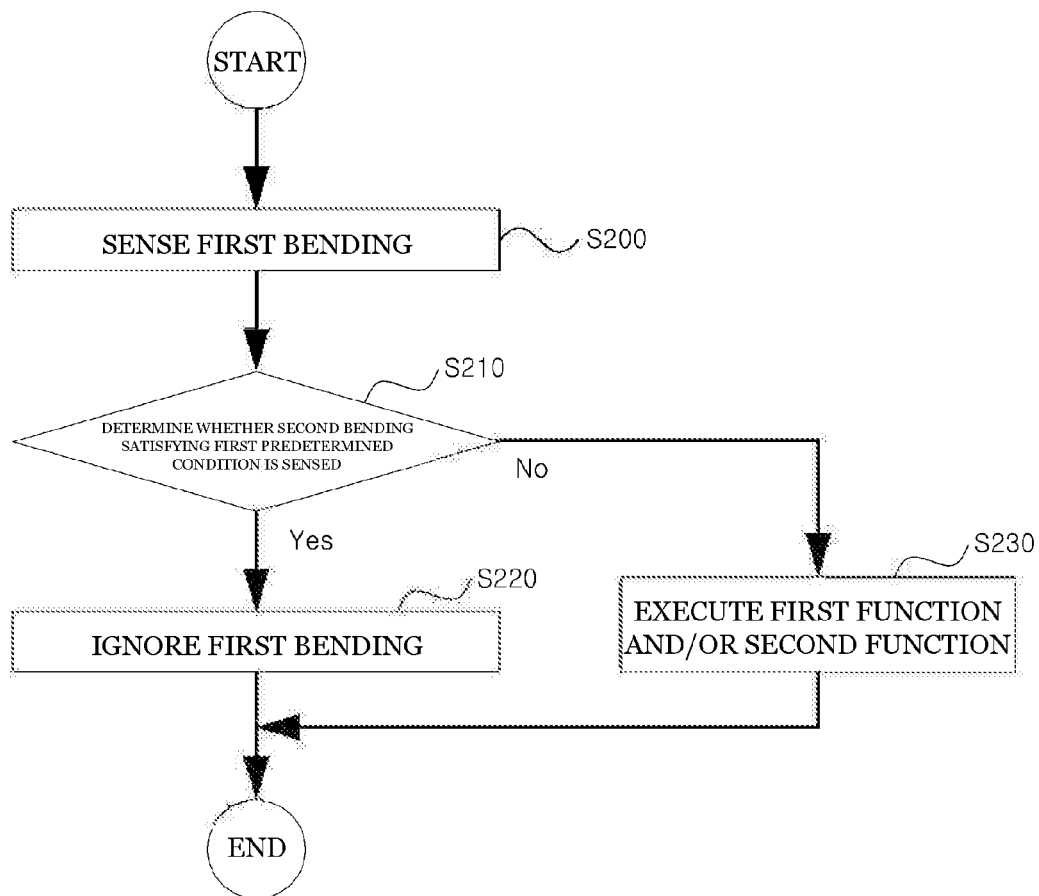 START
SENSE FIRST BENDING
S200
S210
DETERMINE WHETHER SECOND BENDING
SATISFYING FIRST PREDETERMINED
CONDITION IS SENSED
No
Yes
S220
IGNORE FIRST BENDING
S230
EXECUTE FIRST FUNCTION
AND/OR SECOND FUNCTION
END